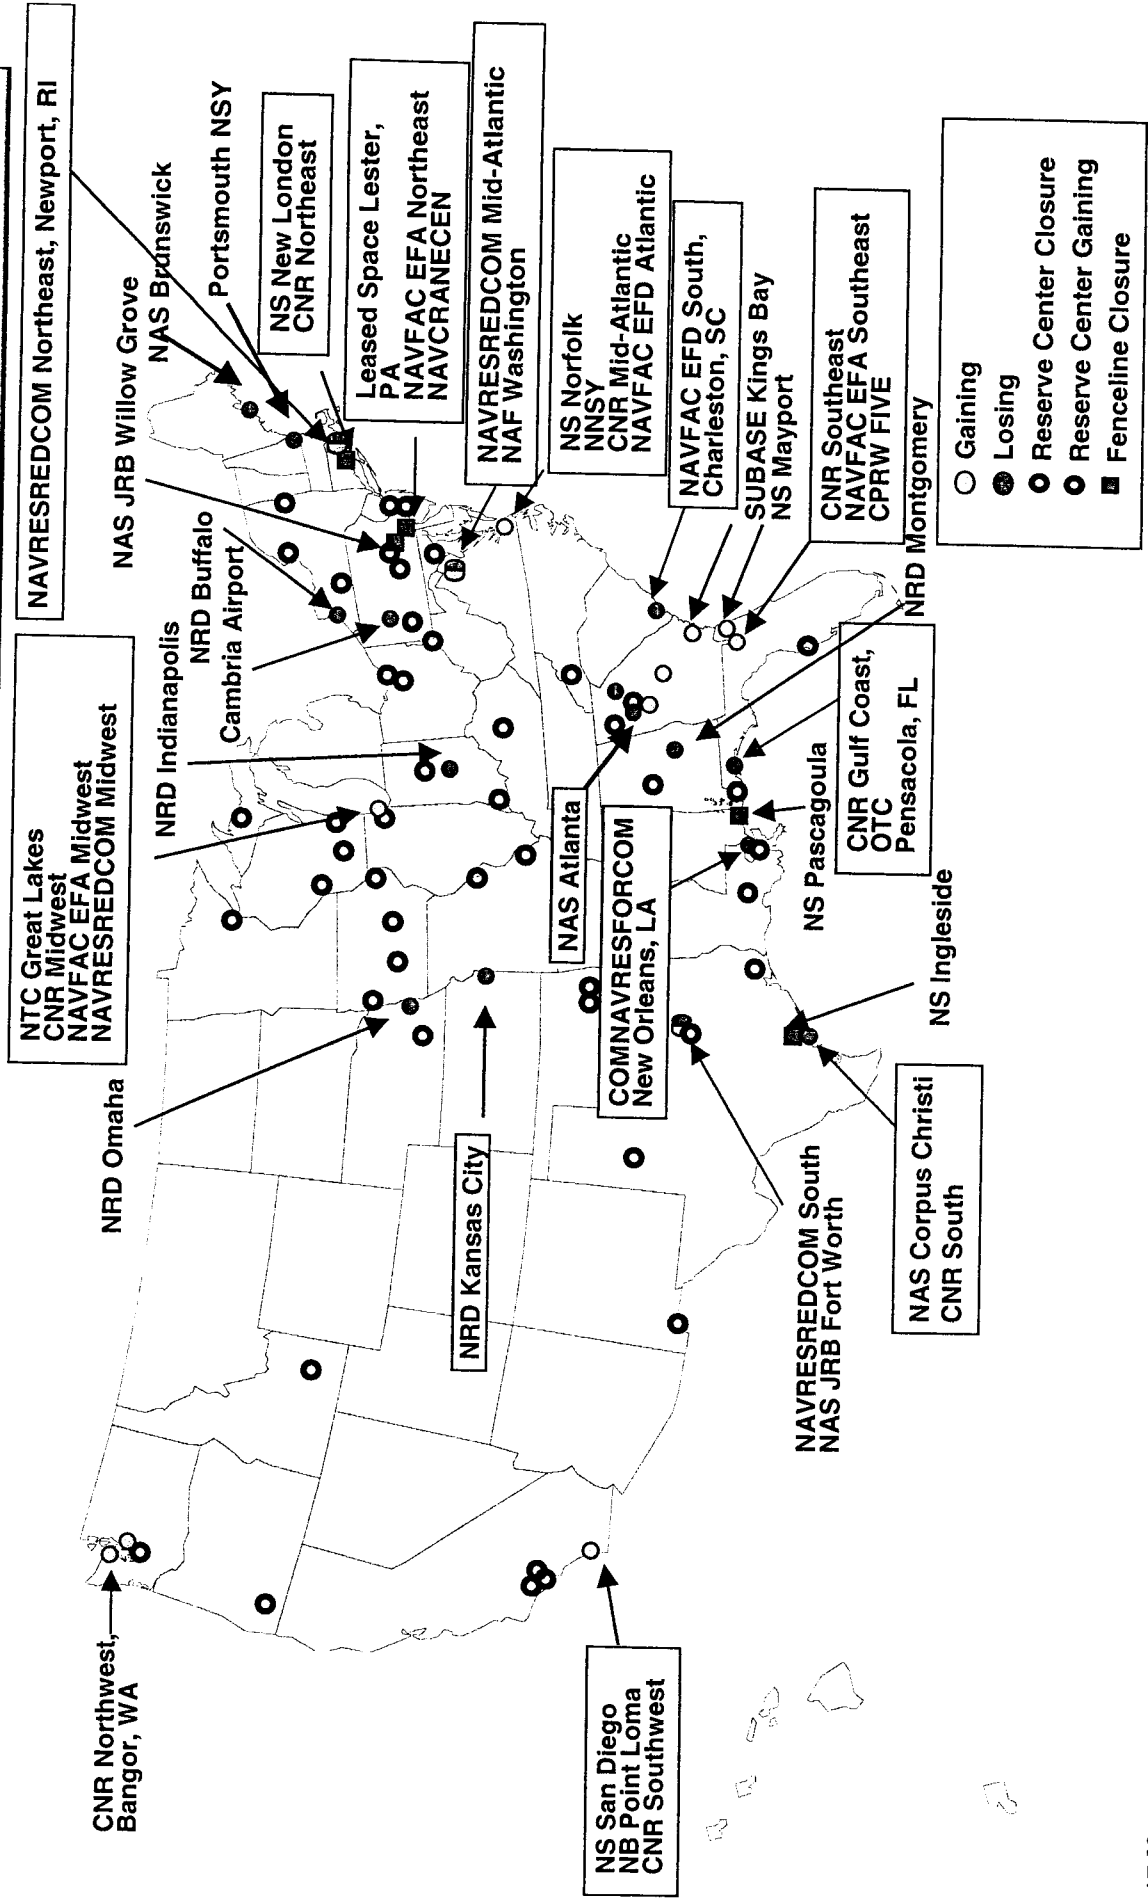 CNR Northwest,
Bangor, WA
NS San Diego
NB Point Loma
CNR Southwest
NRD Omaha
NRD Kansas City
NAVRESREDCOM South
NAS JRB Fort Worth
NAS Corpus Christi
CNR South
NTC Great Lakes
CNR Midwest
NAVFAC EFA Midwest
NAVRESREDCOM Midwest
NRD Indianapolis
NRD Buffalo
Cambria Airport
NAS JRB Willow Grove
NAS Brunswick
NAVRESREDCOM Northeast, Newport, RI
Portsmouth NSY
NS New London
CNR Northeast
Leased Space Lester,
PA
NAVFAC EFA Northeast
NAVCRANECEN
NAVRESREDCOM Mid-Atlantic
NAF Washington
NS Norfolk
NNSY
CNR Mid-Atlantic
NAVFAC EFD Atlantic
NAVFAC EFD South,
Charleston, SC
SUBASE Kings Bay
NS Mayport
CNR Southeast
NAVFAC EFA Southeast
CPRW FIVE
NRD Montgomery
NAS Atlanta
COMNAVRESFORCOM
New Orleans, LA
CNR Gulf Coast,
OTC
Pensacola, FL
NS Pascagoula
NS Ingleside
Gaining
Losing
Reserve Center Closure
Reserve Center Gaining
Fenceline Closure